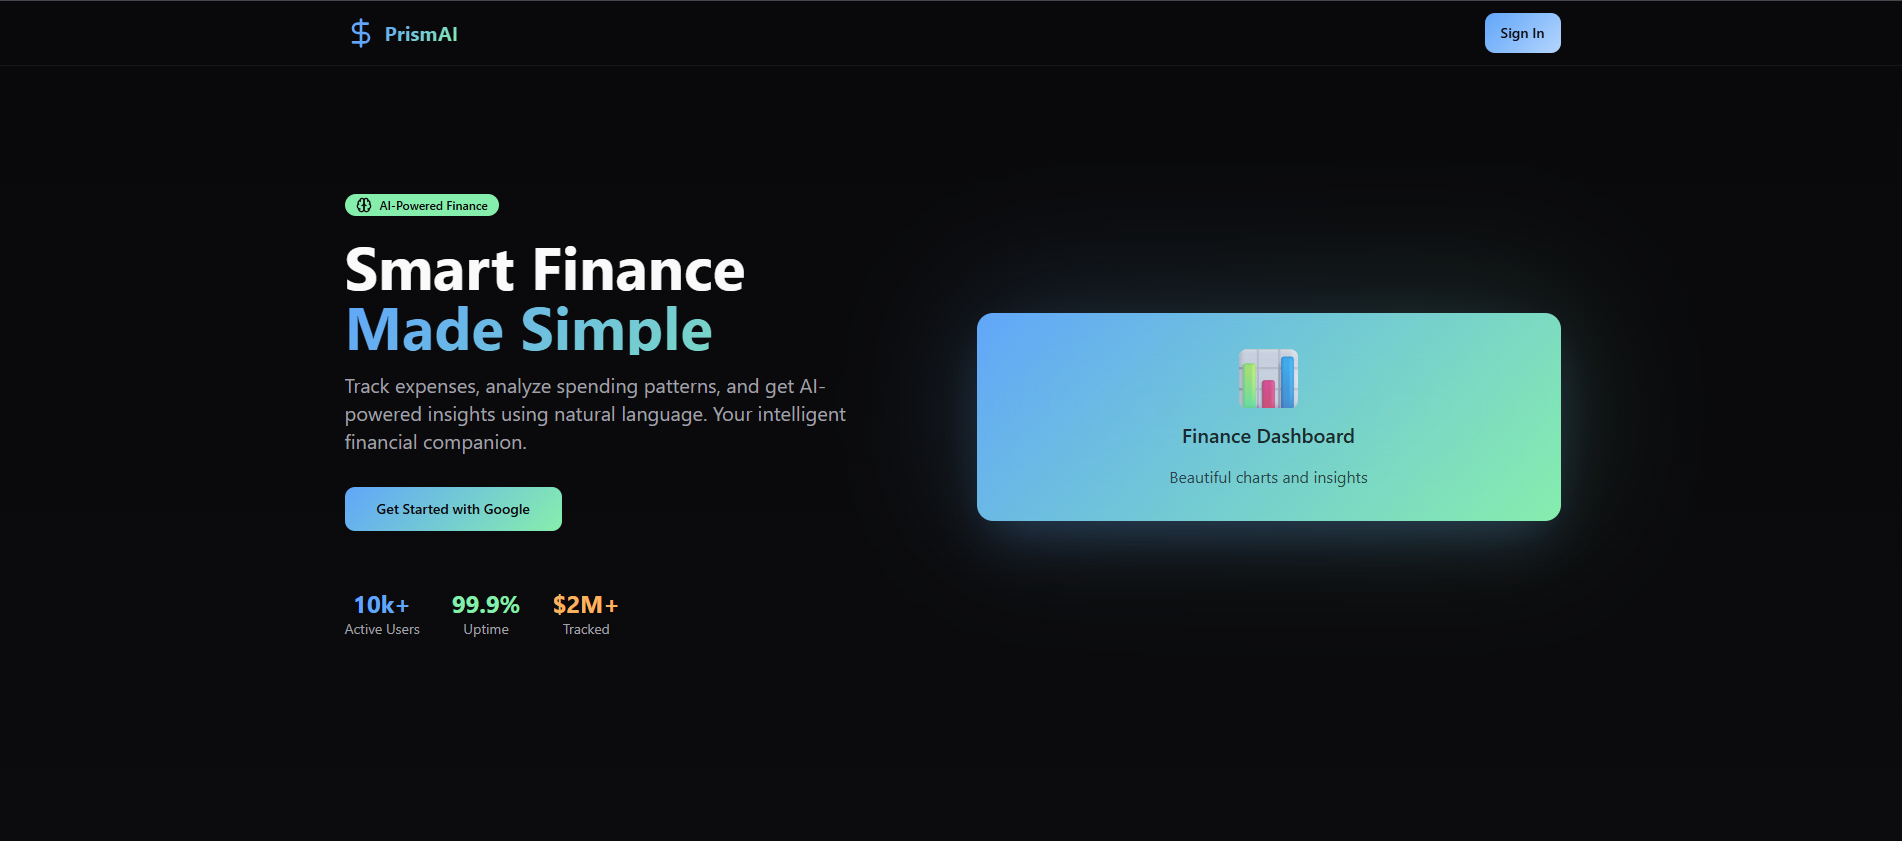 PrismAI
Sign In
AI-Powered Finance
Smart Finance
Made Simple
Track expenses, analyze spending patterns, and get AI-
powered insights using natural language. Your intelligent
financial companion.
Get Started with Google
10k+
Active Users
99.9%
Uptime
$2M+
Tracked
Finance Dashboard
Beautiful charts and insights